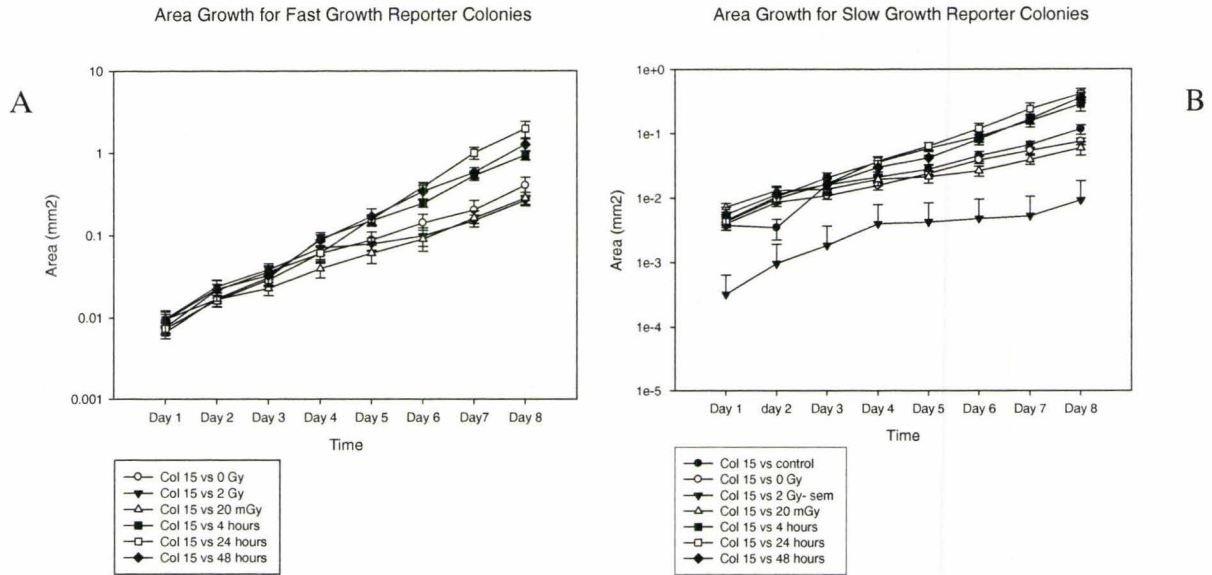 Area Growth for Fast Growth Reporter Colonies
A
10
1
0.1
0.01
0.001
Area (mm2)
Day 1 Day 2 Day 3 Day 4 Day 5 Day 6 Day7 Day 8
Time
Col 15 vs 0 Gy
Col 15 vs 2 Gy
Col 15 vs 20 mGy
Col 15 vs 4 hours
Col 15 vs 24 hours
Col 15 vs 48 hours
Area Growth for Slow Growth Reporter Colonies
B
1e+0
1e-1
1e-2
1e-3
1e-4
1e-5
Area (mm2)
Day 1 day 2 Day 3 Day 4 Day 5 Day 6 Day 7 Day 8
Time
Col 15 vs control
Col 15 vs 0 Gy
Col 15 vs 2 Gy- sem
Col 15 vs 20 mGy
Col 15 vs 4 hours
Col 15 vs 24 hours
Col 15 vs 48 hours